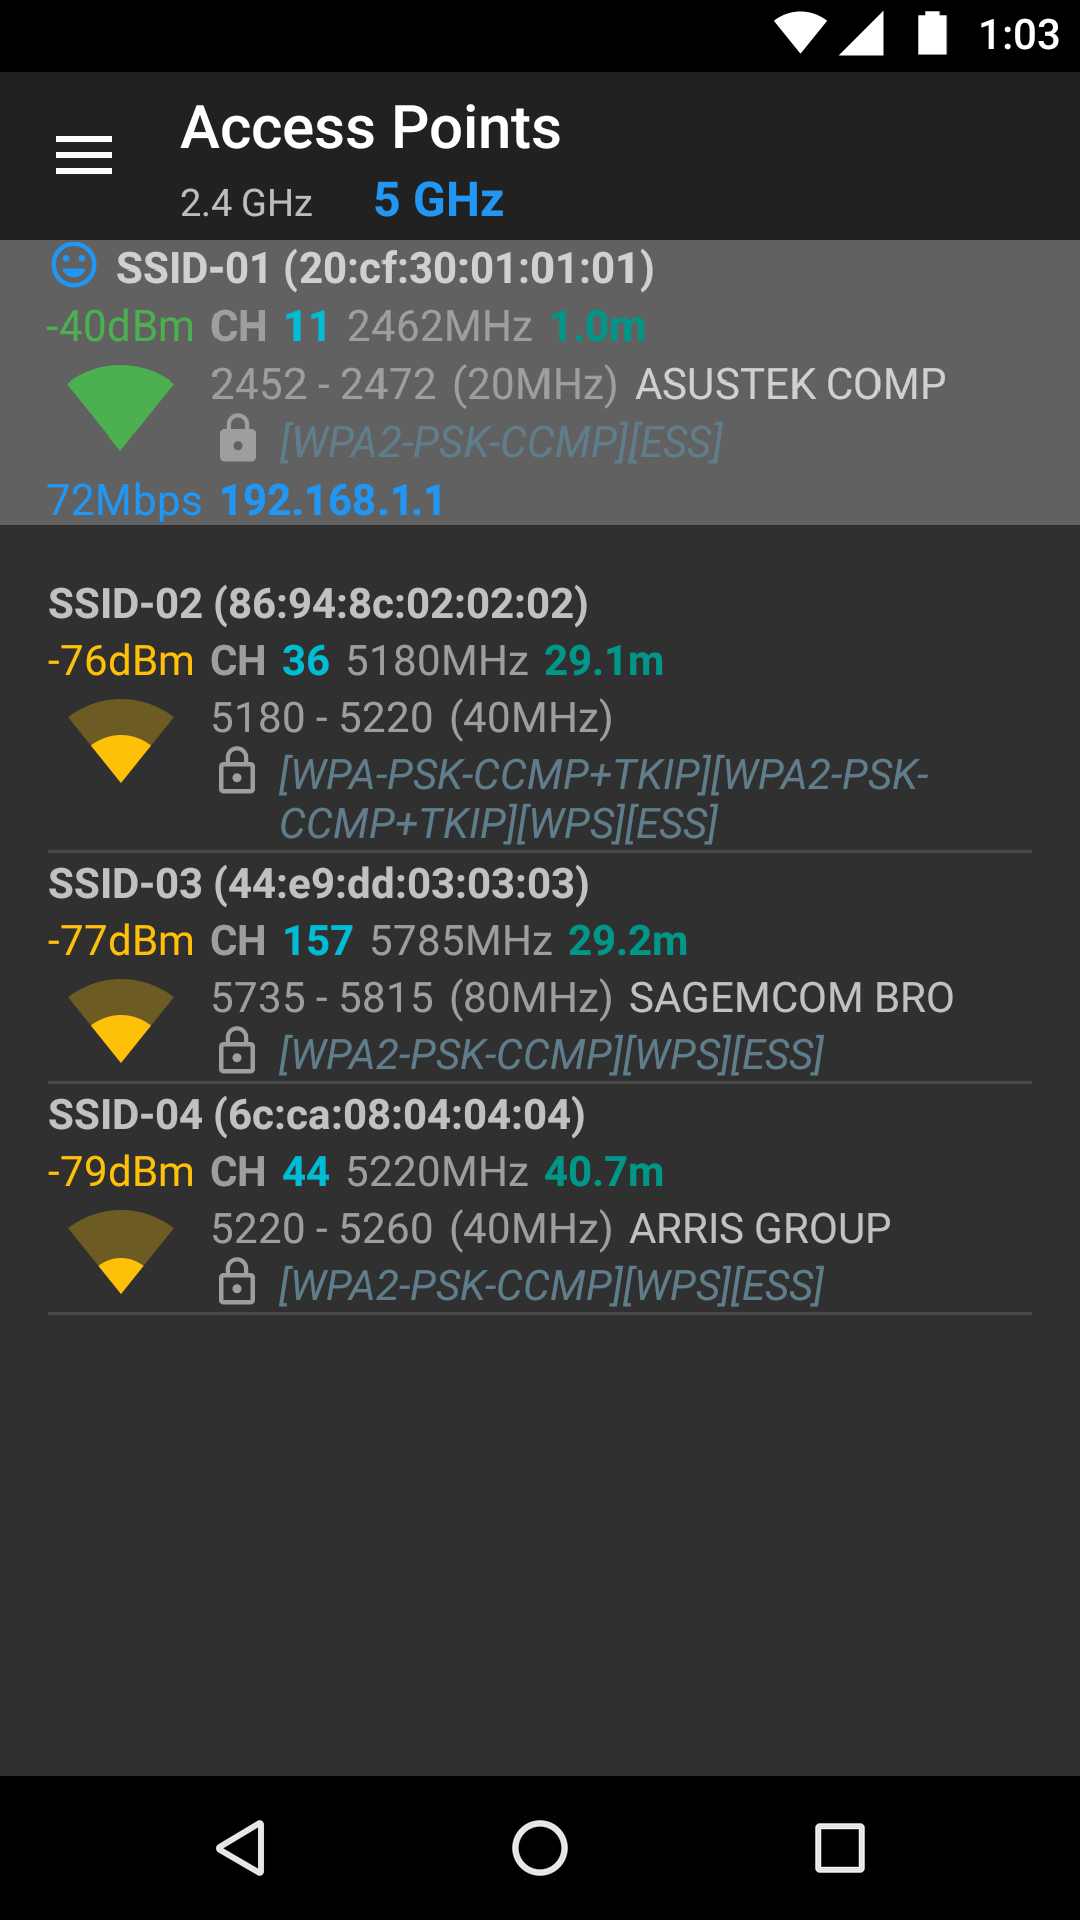 1:03
Access Points
2.4 GHz 5 GHz
SSID-01 (20:cf:30:01:01:01)
-40dBm CH 11 2462MHz 1.0m
2452 - 2472 (20MHz) ASUSTEK COMP
[WPA2-PSK-CCMP][ESS]
72Mbps 192.168.1.1
SSID-02 (86:94:8c:02:02:02)
-76dBm CH 36 5180MHz 29.1m
5180 - 5220 (40MHz)
[WPA-PSK-CCMP+TKIP][WPA2-PSK-
CCMP+TKIP][WPS][ESS]
SSID-03 (44:e9:dd:03:03:03)
-77dBm CH 157 5785MHz 29.2m
5735 - 5815 (80MHz) SAGEMCOM BRO
[WPA2-PSK-CCMP][WPS][ESS]
SSID-04 (6c:ca:08:04:04:04)
-79dBm CH 44 5220MHz 40.7m
5220 - 5260 (40MHz) ARRIS GROUP
[WPA2-PSK-CCMP][WPS][ESS]